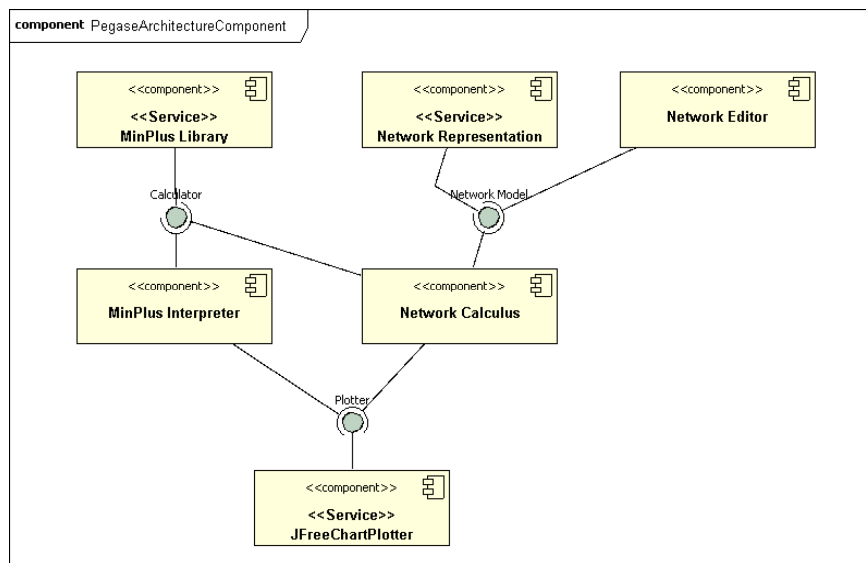 component PegaseArchitectureComponent
<<component>>
<<Service>>
MinPlus Library
<<component>>
<<Service>>
Network Representation
<<component>>
Network Editor
Calculator
Network Model
<<component>>
MinPlus Interpreter
<<component>>
Network Calculus
Plotter
<<component>>
<<Service>>
JFreeChartPlotter